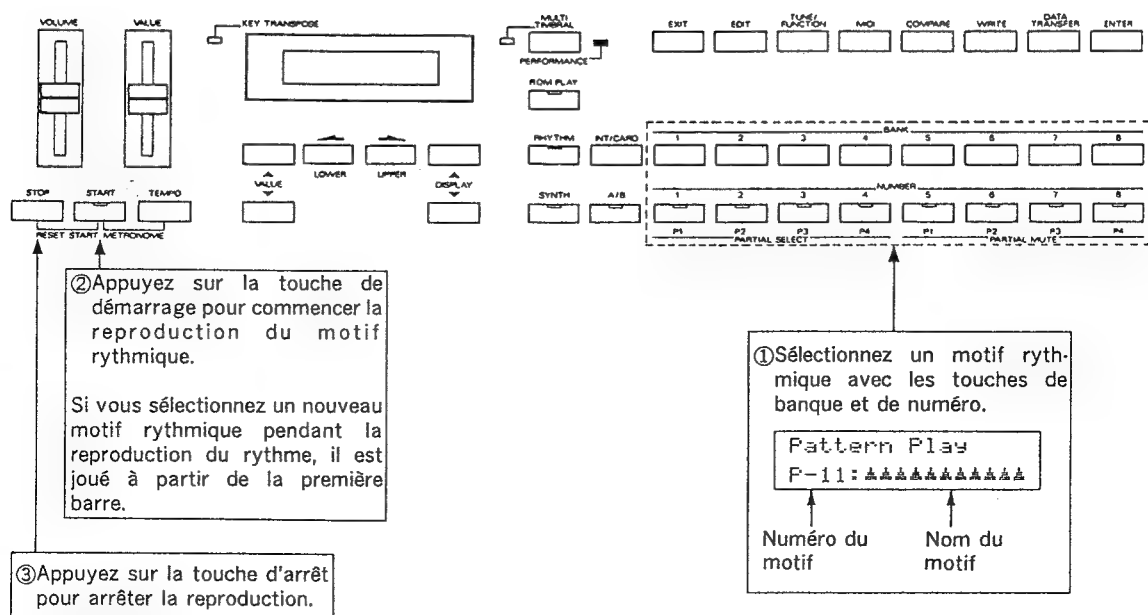 VOLUME VALUE KEY TRANSPOSE MULTI TIMBRAL EXIT EDIT TUNE/ FUNCTION MIDI COMPARE WRITE DATA TRANSFER ENTER
PERFORMANCE
ROM PLAY
RHYTHM INT/CARD
BANK
1 2 3 4 5 6 7 8
VALUE LOWER UPPER DISPLAY
SYNTH A/B
NUMBER
1 2 3 4 5 6 7 8
STOP START TEMPO
RESET START METRONOME
P1 P2 P3 P4 P1 P2 P3 P4
PARTIAL SELECT PARTIAL MUTE
②Appuyez sur la touche de
démarrage pour commencer la
reproduction du motif
rythmique.
Si vous sélectionnez un nouveau
motif rythmique pendant la
reproduction du rythme, il est
joué à partir de la première
barre.
③Appuyez sur la touche d'arrêt
pour arrêter la reproduction.
①Sélectionnez un motif ryth-
mique avec les touches de
banque et de numéro.
Pattern Play
P-11:
Numéro du
motif
Nom du
motif